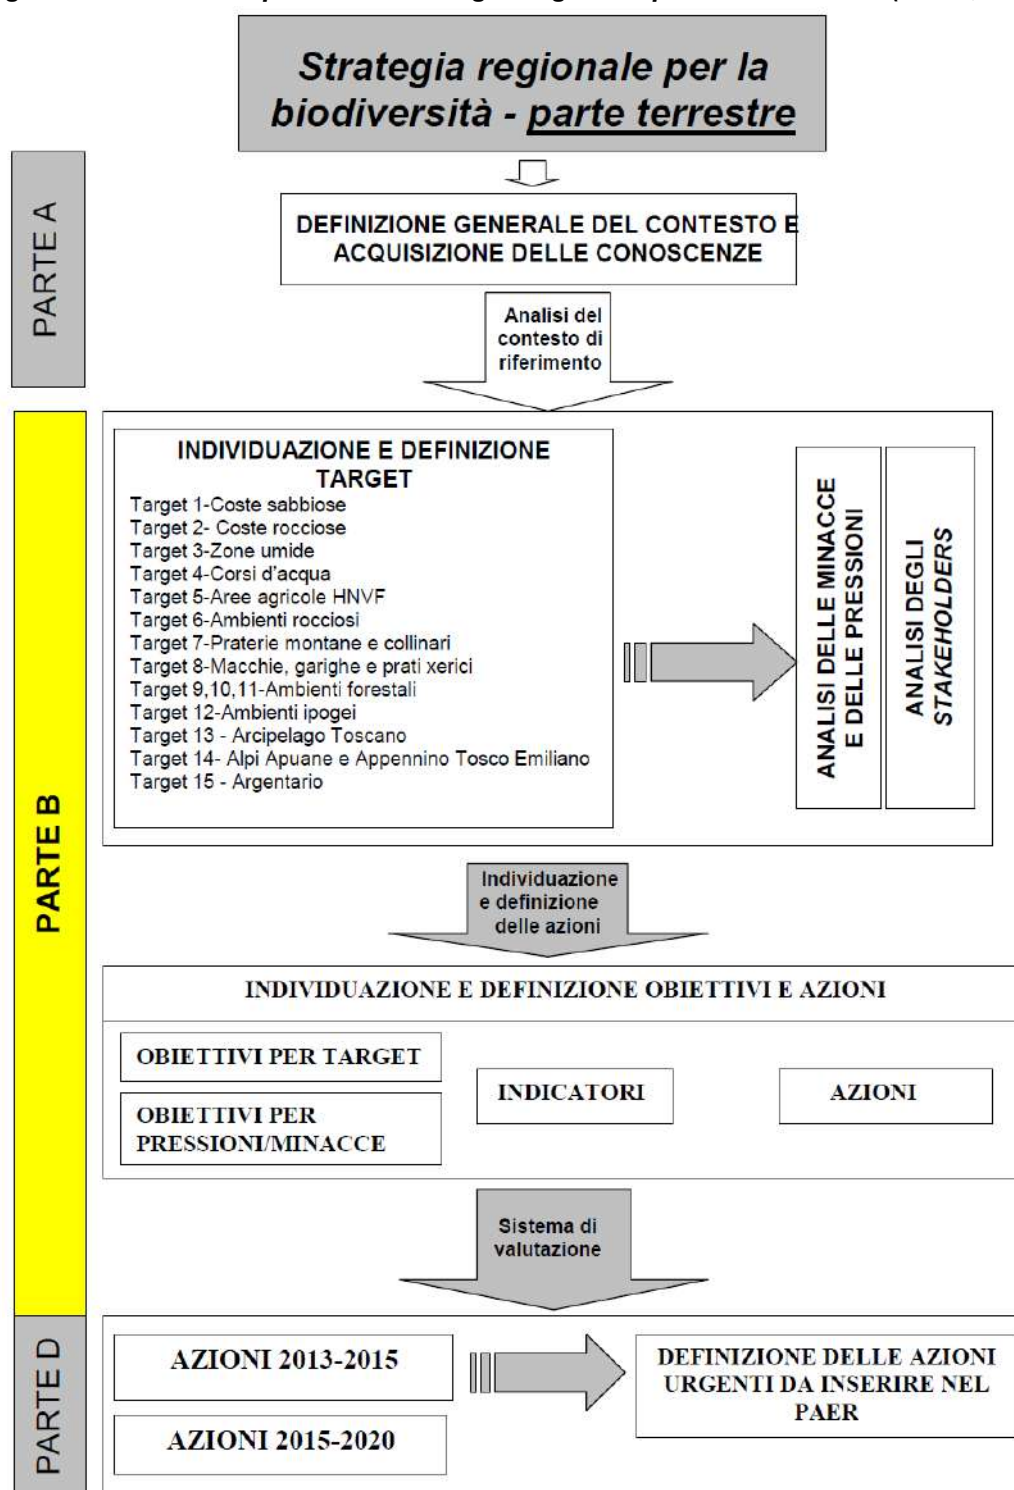 Strategia regionale per la
biodiversità - parte terrestre
PARTE A
DEFINIZIONE GENERALE DEL CONTESTO E
ACQUISIZIONE DELLE CONOSCENZE
Analisi del
contesto di
riferimento
PARTE B
INDIVIDUAZIONE E DEFINIZIONE
TARGET
Target 1-Coste sabbiose
Target 2- Coste rocciose
Target 3-Zone umide
Target 4-Corsi d'acqua
Target 5-Aree agricole HNVF
Target 6-Ambienti rocciosi
Target 7-Praterie montane e collinari
Target 8-Macchie, garighe e prati xerici
Target 9,10,11-Ambienti forestali
Target 12-Ambienti ipogei
Target 13 - Arcipelago Toscano
Target 14- Alpi Apuane e Appennino Tosco Emiliano
Target 15 - Argentario
ANALISI DELLE MINACCE
E DELLE PRESSIONI
ANALISI DEGLI
STAKEHOLDERS
Individuazione
e definizione
delle azioni
INDIVIDUAZIONE E DEFINIZIONE OBIETTIVI E AZIONI
OBIETTIVI PER TARGET
OBIETTIVI PER
PRESSIONI/MINACCE
INDICATORI
AZIONI
Sistema di
valutazione
PARTE D
AZIONI 2013-2015
AZIONI 2015-2020
DEFINIZIONE DELLE AZIONI
URGENTI DA INSERIRE NEL
PAER